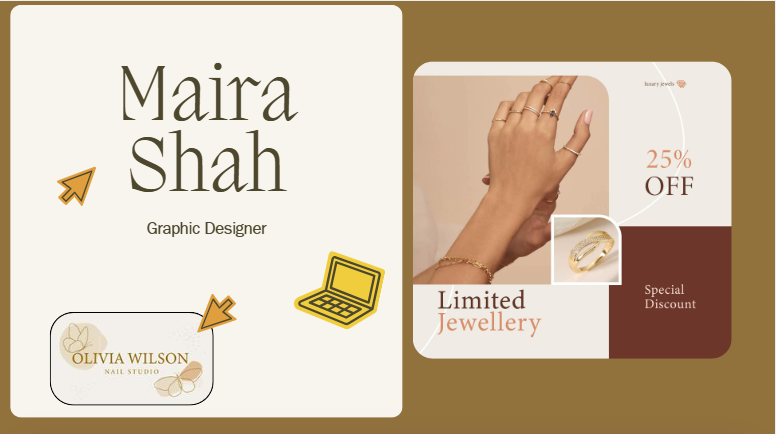 Maira
Shah
Graphic Designer
OLIVIA WILSON
NAIL STUDIO
luxury jewels
25%
OFF
Special
Discount
Limited
Jewellery